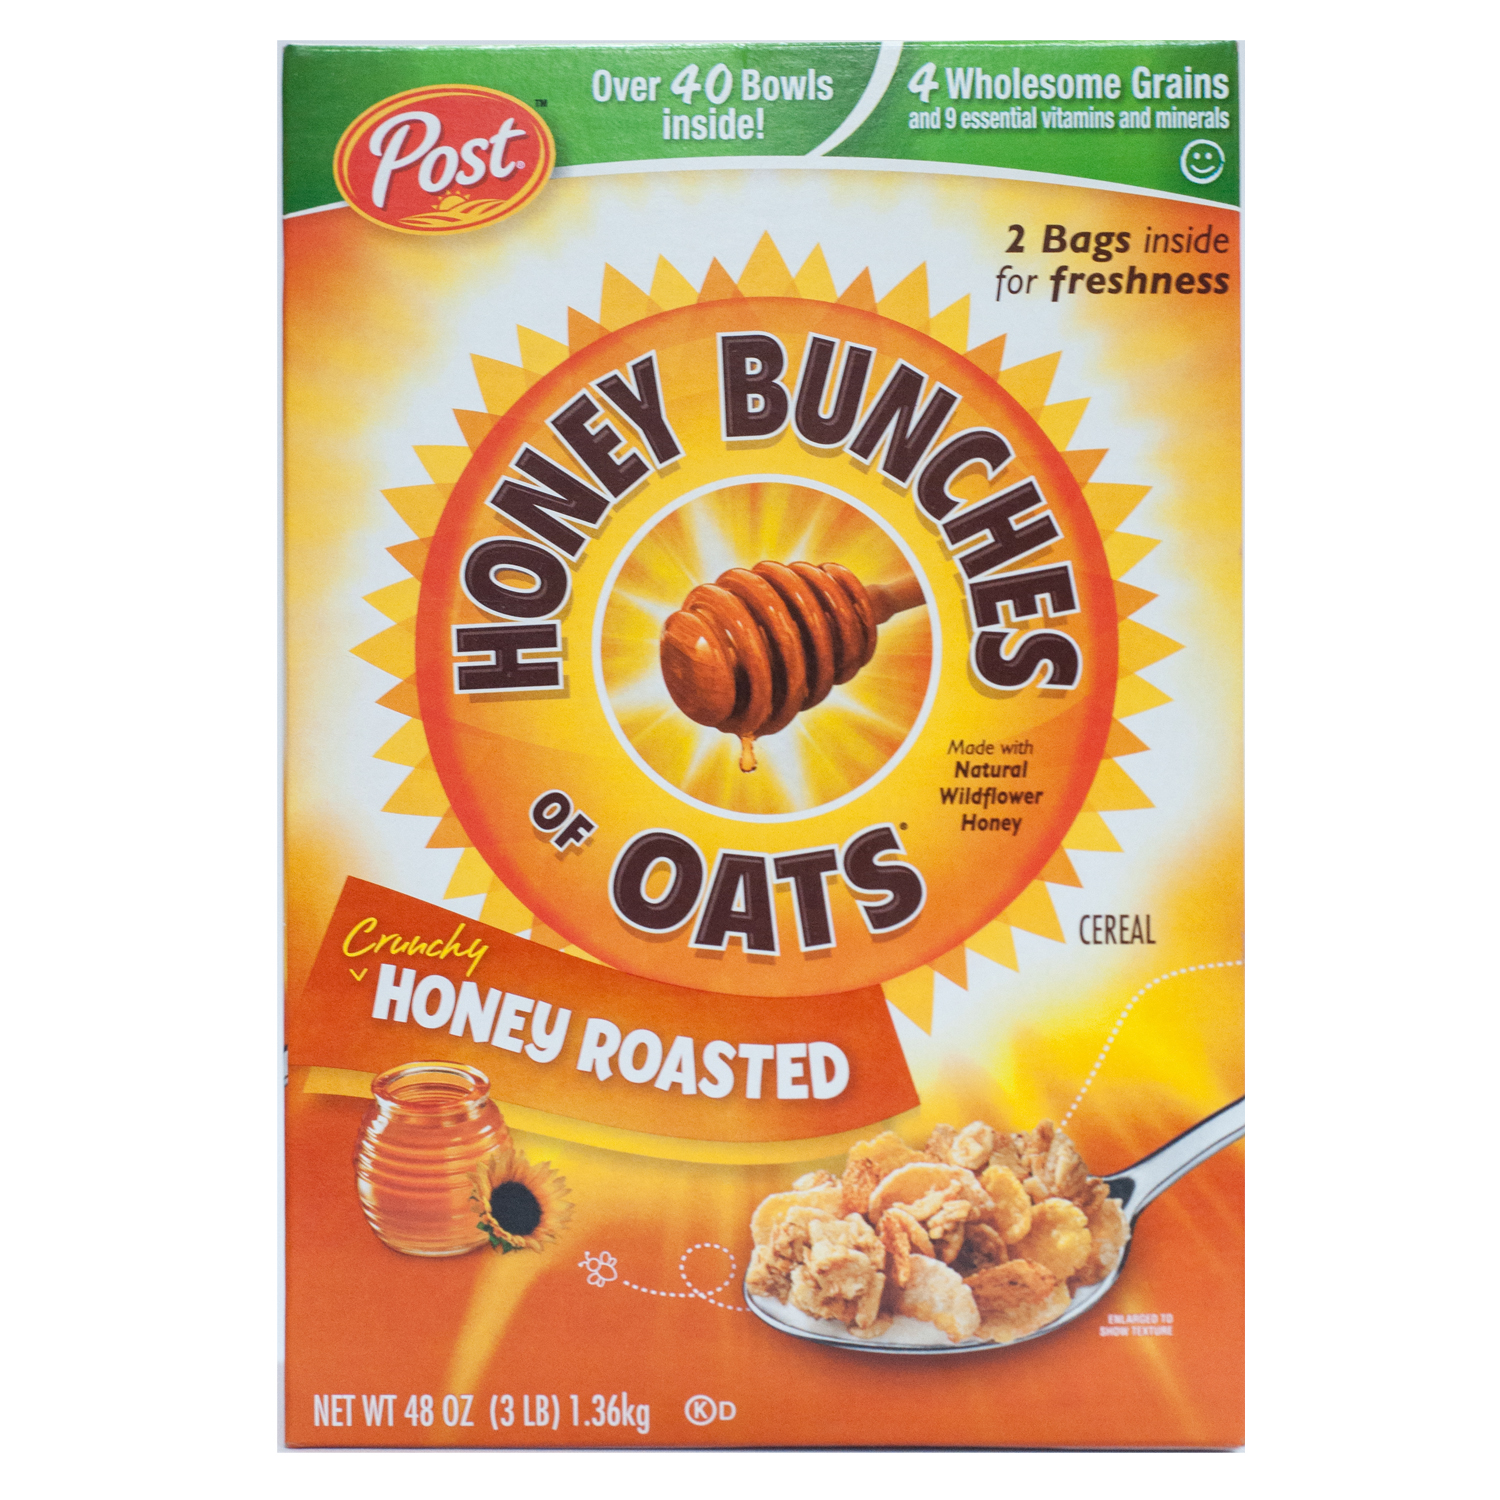 Post
™
Over 40 Bowls
inside!
4 Wholesome Grains
and 9 essential vitamins and minerals
2 Bags inside
for freshness
HONEY BUNCHES
OF OATS®
Made with
Natural
Wildflower
Honey
CEREAL
Crunchy
HONEY ROASTED
ENLARGED TO
SHOW TEXTURE
NET WT 48 OZ (3 LB) 1.36kg
K D